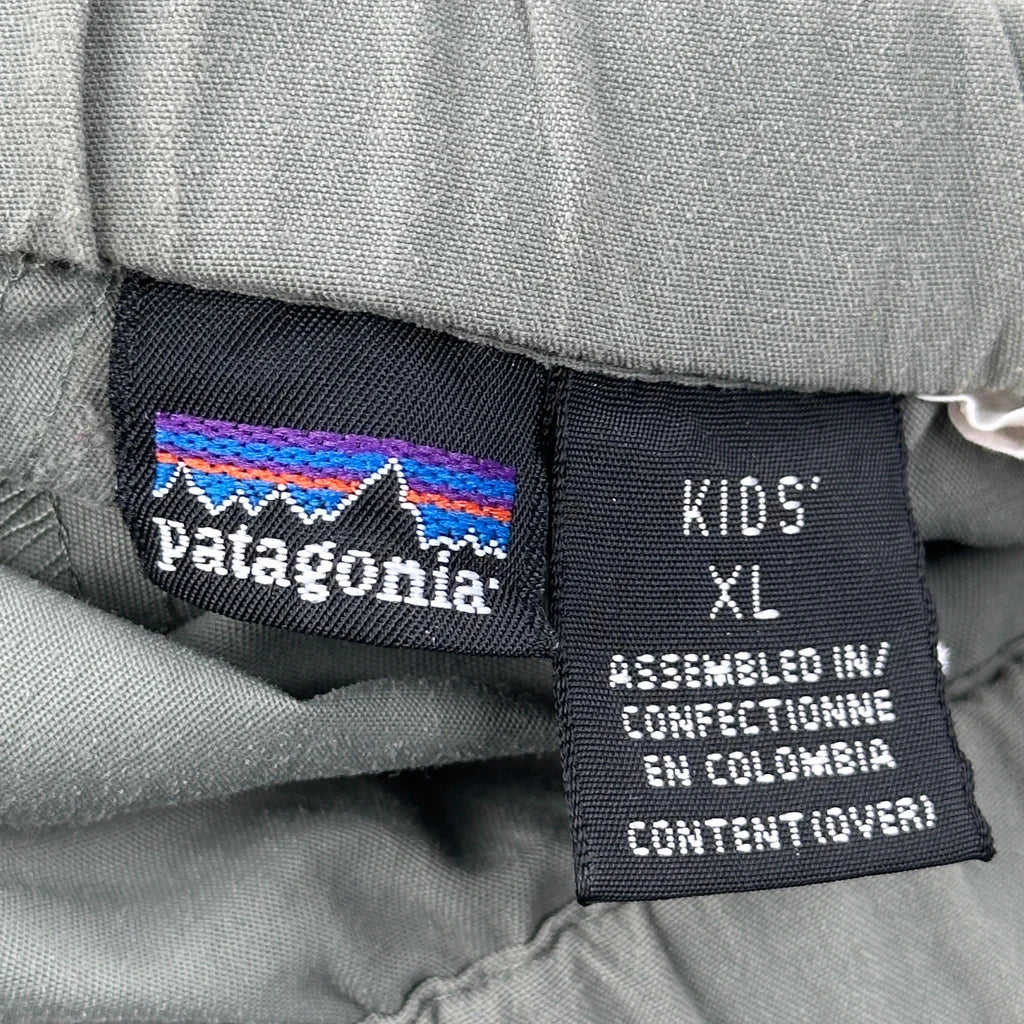 patagonia
KIDS'
XL
ASSEMBLED IN/
CONFECTIONNE
EN COLOMBIA
CONTENT (OVER)